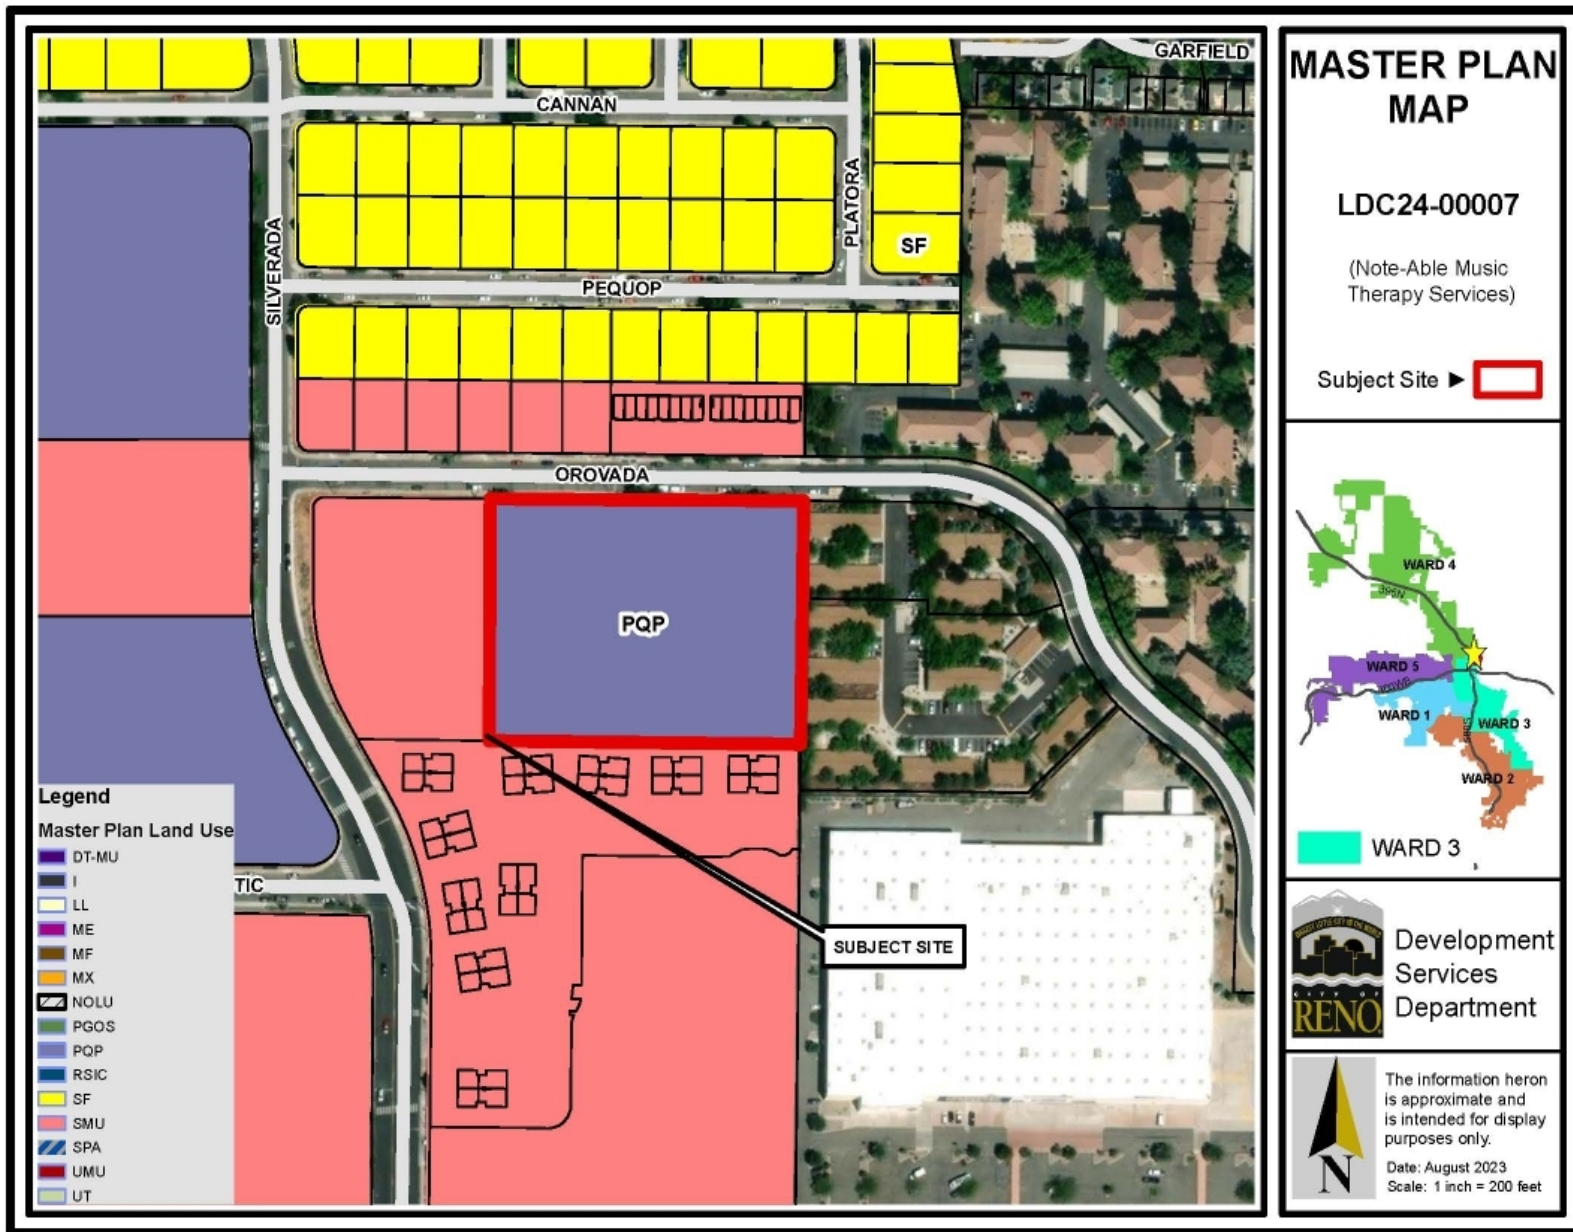 GARFIELD
CANNAN
PLATORA
SILVERADA
SF
PEQUOP
OROVADA
PQP
SUBJECT SITE
TIC
Legend
Master Plan Land Use
DT-MU
I
LL
ME
MF
MX
NOLU
PGOS
PQP
RSIC
SF
SMU
SPA
UMU
UT
MASTER PLAN
MAP
LDC24-00007
(Note-Able Music
Therapy Services)
Subject Site ►
WARD 4
395N
WARD 5
WARD 1
WARD 3
WARD 2
WARD 3
CITY OF
RENO
Development
Services
Department
N
The information heron
is approximate and
is intended for display
purposes only.
Date: August 2023
Scale: 1 inch = 200 feet